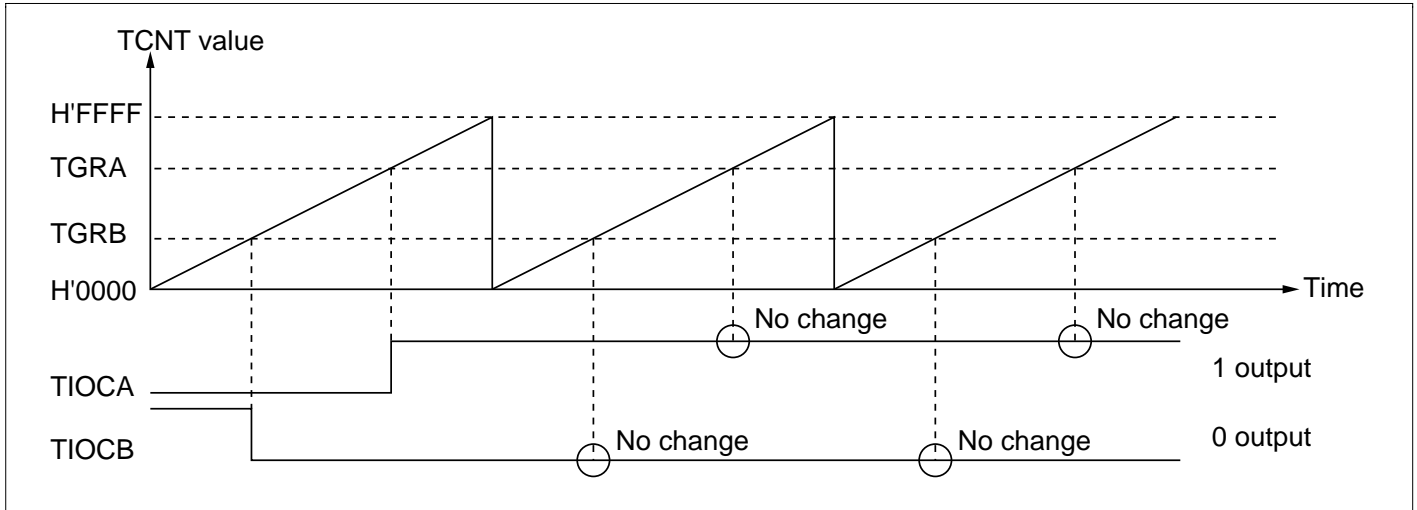 TCNT value
H'FFFF
TGRA
TGRB
H'0000
Time
No change
No change
1 output
TIOCA
No change
No change
0 output
TIOCB